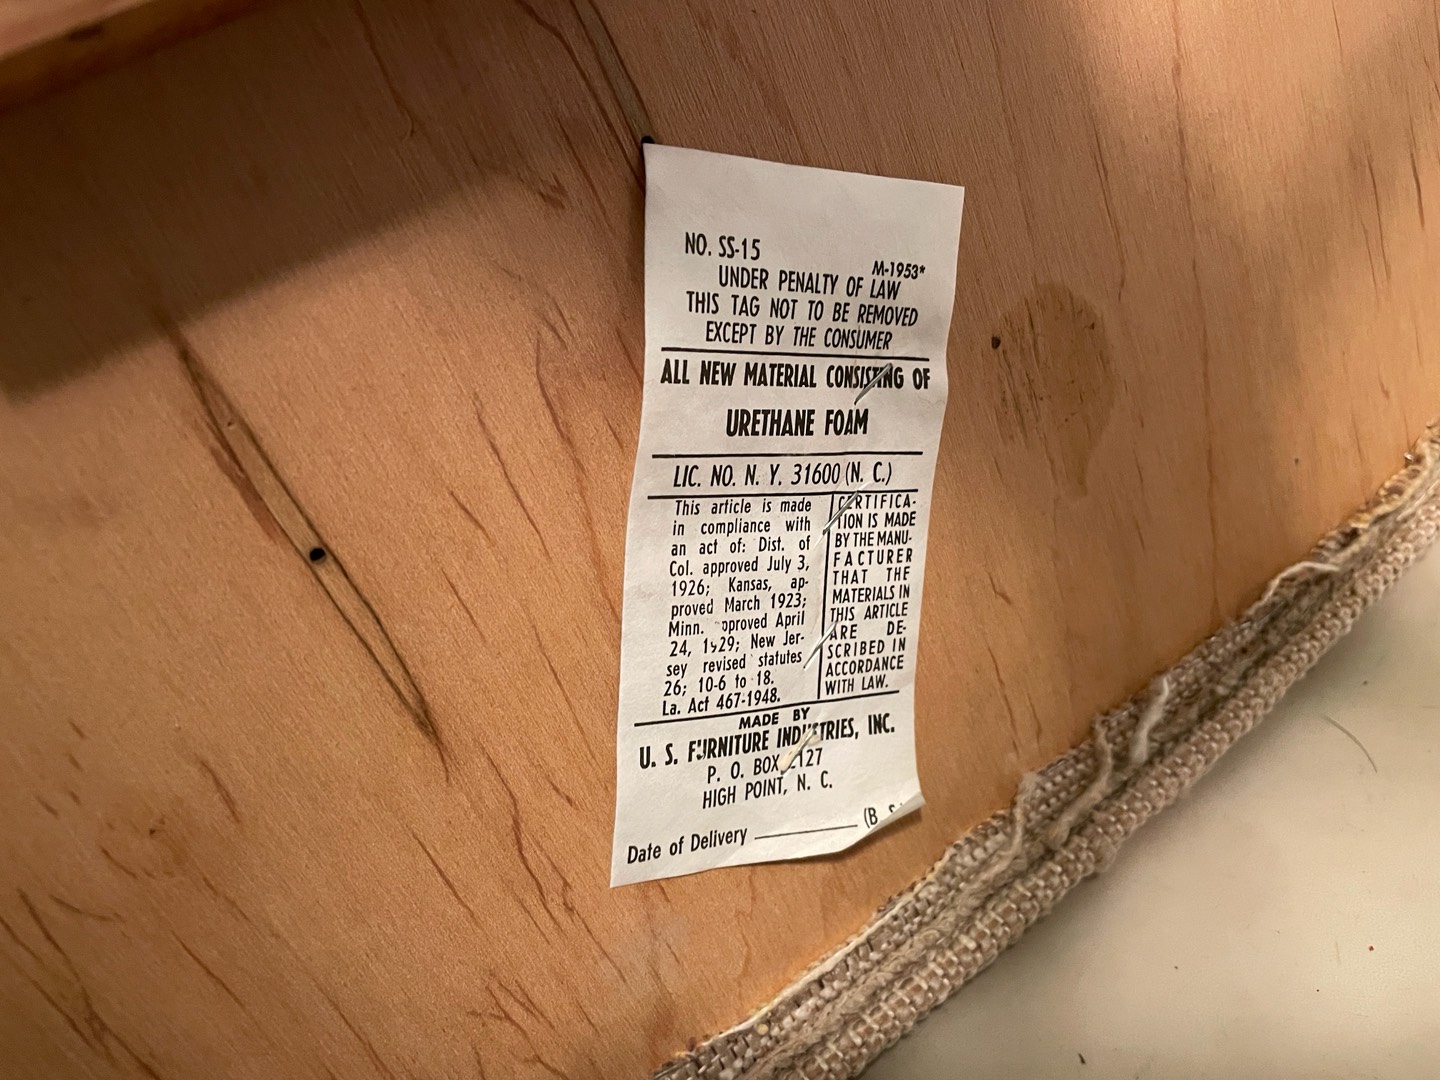 NO. SS-15
M-1953*
UNDER PENALTY OF LAW
THIS TAG NOT TO BE REMOVED
EXCEPT BY THE CONSUMER
ALL NEW MATERIAL CONSISTING OF
URETHANE FOAM
LIC. NO. N. Y. 31600 (N. C.)
This article is made
in compliance with
an act of: Dist. of
Col. approved July 3,
1926; Kansas, ap-
proved March 1923;
Minn. approved April
24, 1929; New Jer-
sey revised statutes
26; 10-6 to 18.
La. Act 467-1948.
CERTIFICA-
TION IS MADE
BY THE MANU-
FACTURER
THAT THE
MATERIALS IN
THIS ARTICLE
ARE DE-
SCRIBED IN
ACCORDANCE
WITH LAW.
MADE BY
U. S. FURNITURE INDUSTRIES, INC.
P. O. BOX
HIGH POINT, N. C.
Date of Delivery